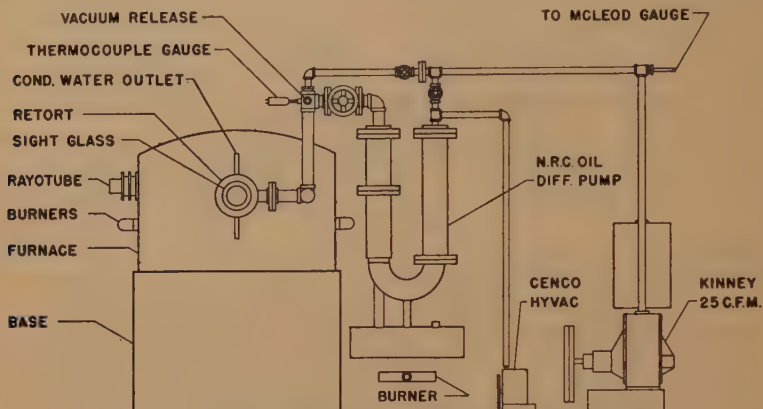 VACUUM RELEASE
TO MCLEOD GAUGE
THERMOCOUPLE GAUGE
COND. WATER OUTLET
RETORT
SIGHT GLASS
RAYOTUBE
BURNERS
FURNACE
BASE
N.R.C. OIL
DIFF. PUMP
CENCO
HYVAC
KINNEY
25 C.F.M.
BURNER